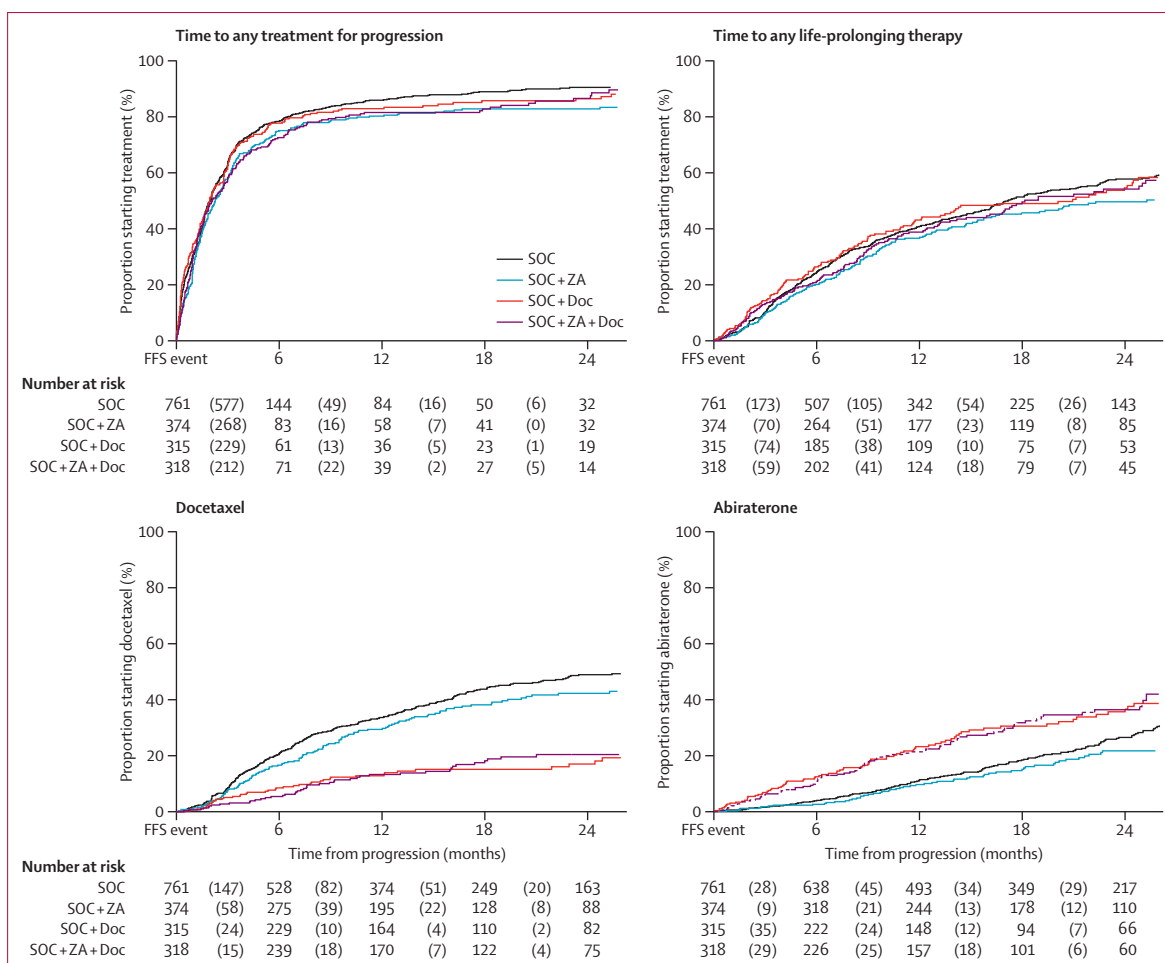 Time to any treatment for progression
100
80
60
40
20
0
Proportion starting treatment (%)
SOC
SOC+ZA
SOC+Doc
SOC+ZA+Doc
FFS event 6 12 18 24
Number at risk
SOC 761 (577) 144 (49) 84 (16) 50 (6) 32
SOC+ZA 374 (268) 83 (16) 58 (7) 41 (0) 32
SOC+Doc 315 (229) 61 (13) 36 (5) 23 (1) 19
SOC+ZA+Doc 318 (212) 71 (22) 39 (2) 27 (5) 14
Time to any life-prolonging therapy
100
80
60
40
20
0
Proportion starting treatment (%)
FFS event 6 12 18 24
761 (173) 507 (105) 342 (54) 225 (26) 143
374 (70) 264 (51) 177 (23) 119 (8) 85
315 (74) 185 (38) 109 (10) 75 (7) 53
318 (59) 202 (41) 124 (18) 79 (7) 45
Docetaxel
100
80
60
40
20
0
Proportion starting docetaxel (%)
FFS event 6 12 18 24
Time from progression (months)
Number at risk
SOC 761 (147) 528 (82) 374 (51) 249 (20) 163
SOC+ZA 374 (58) 275 (39) 195 (22) 128 (8) 88
SOC+Doc 315 (24) 229 (10) 164 (4) 110 (2) 82
SOC+ZA+Doc 318 (15) 239 (18) 170 (7) 122 (4) 75
Abiraterone
100
80
60
40
20
0
Proportion starting abiraterone (%)
FFS event 6 12 18 24
Time from progression (months)
761 (28) 638 (45) 493 (34) 349 (29) 217
374 (9) 318 (21) 244 (13) 178 (12) 110
315 (35) 222 (24) 148 (12) 94 (7) 66
318 (29) 226 (25) 157 (18) 101 (6) 60